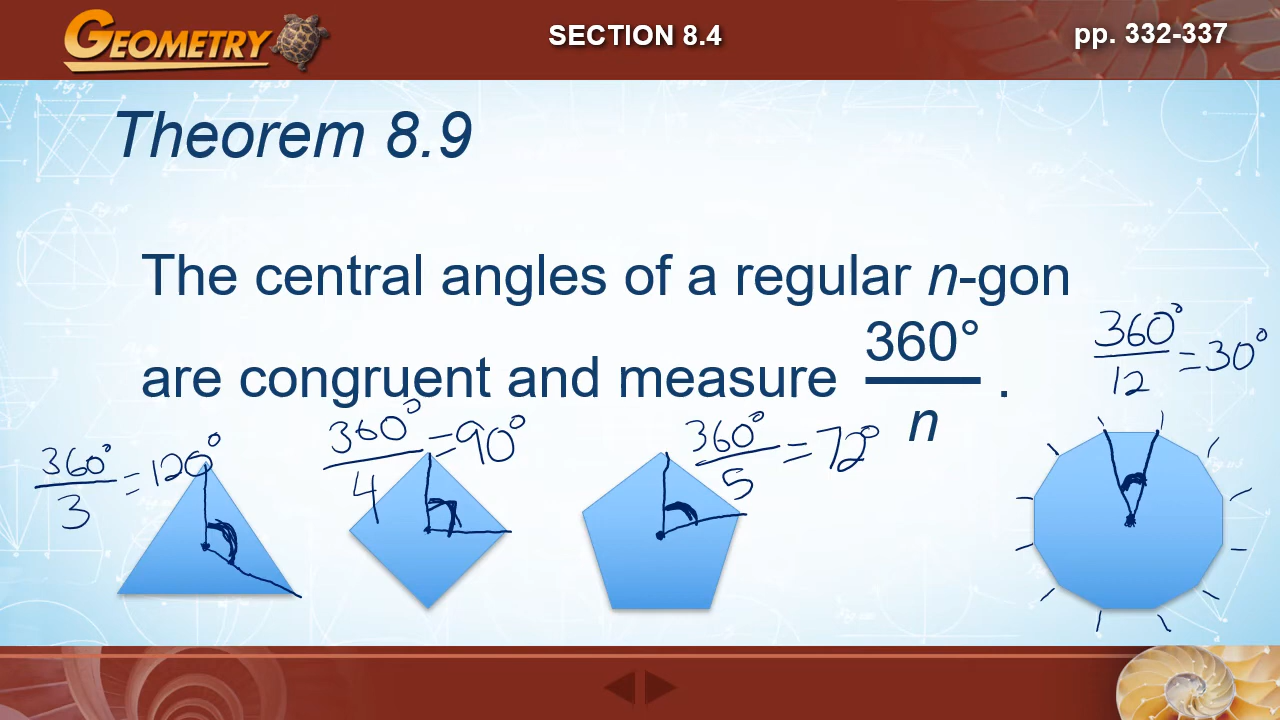 GEOMETRY
SECTION 8.4
pp. 332-337
Theorem 8.9
The central angles of a regular n-gon
are congruent and measure 360°/n .
360°/12 = 30°
360°/3 = 120°
360°/4 = 90°
360°/5 = 72°